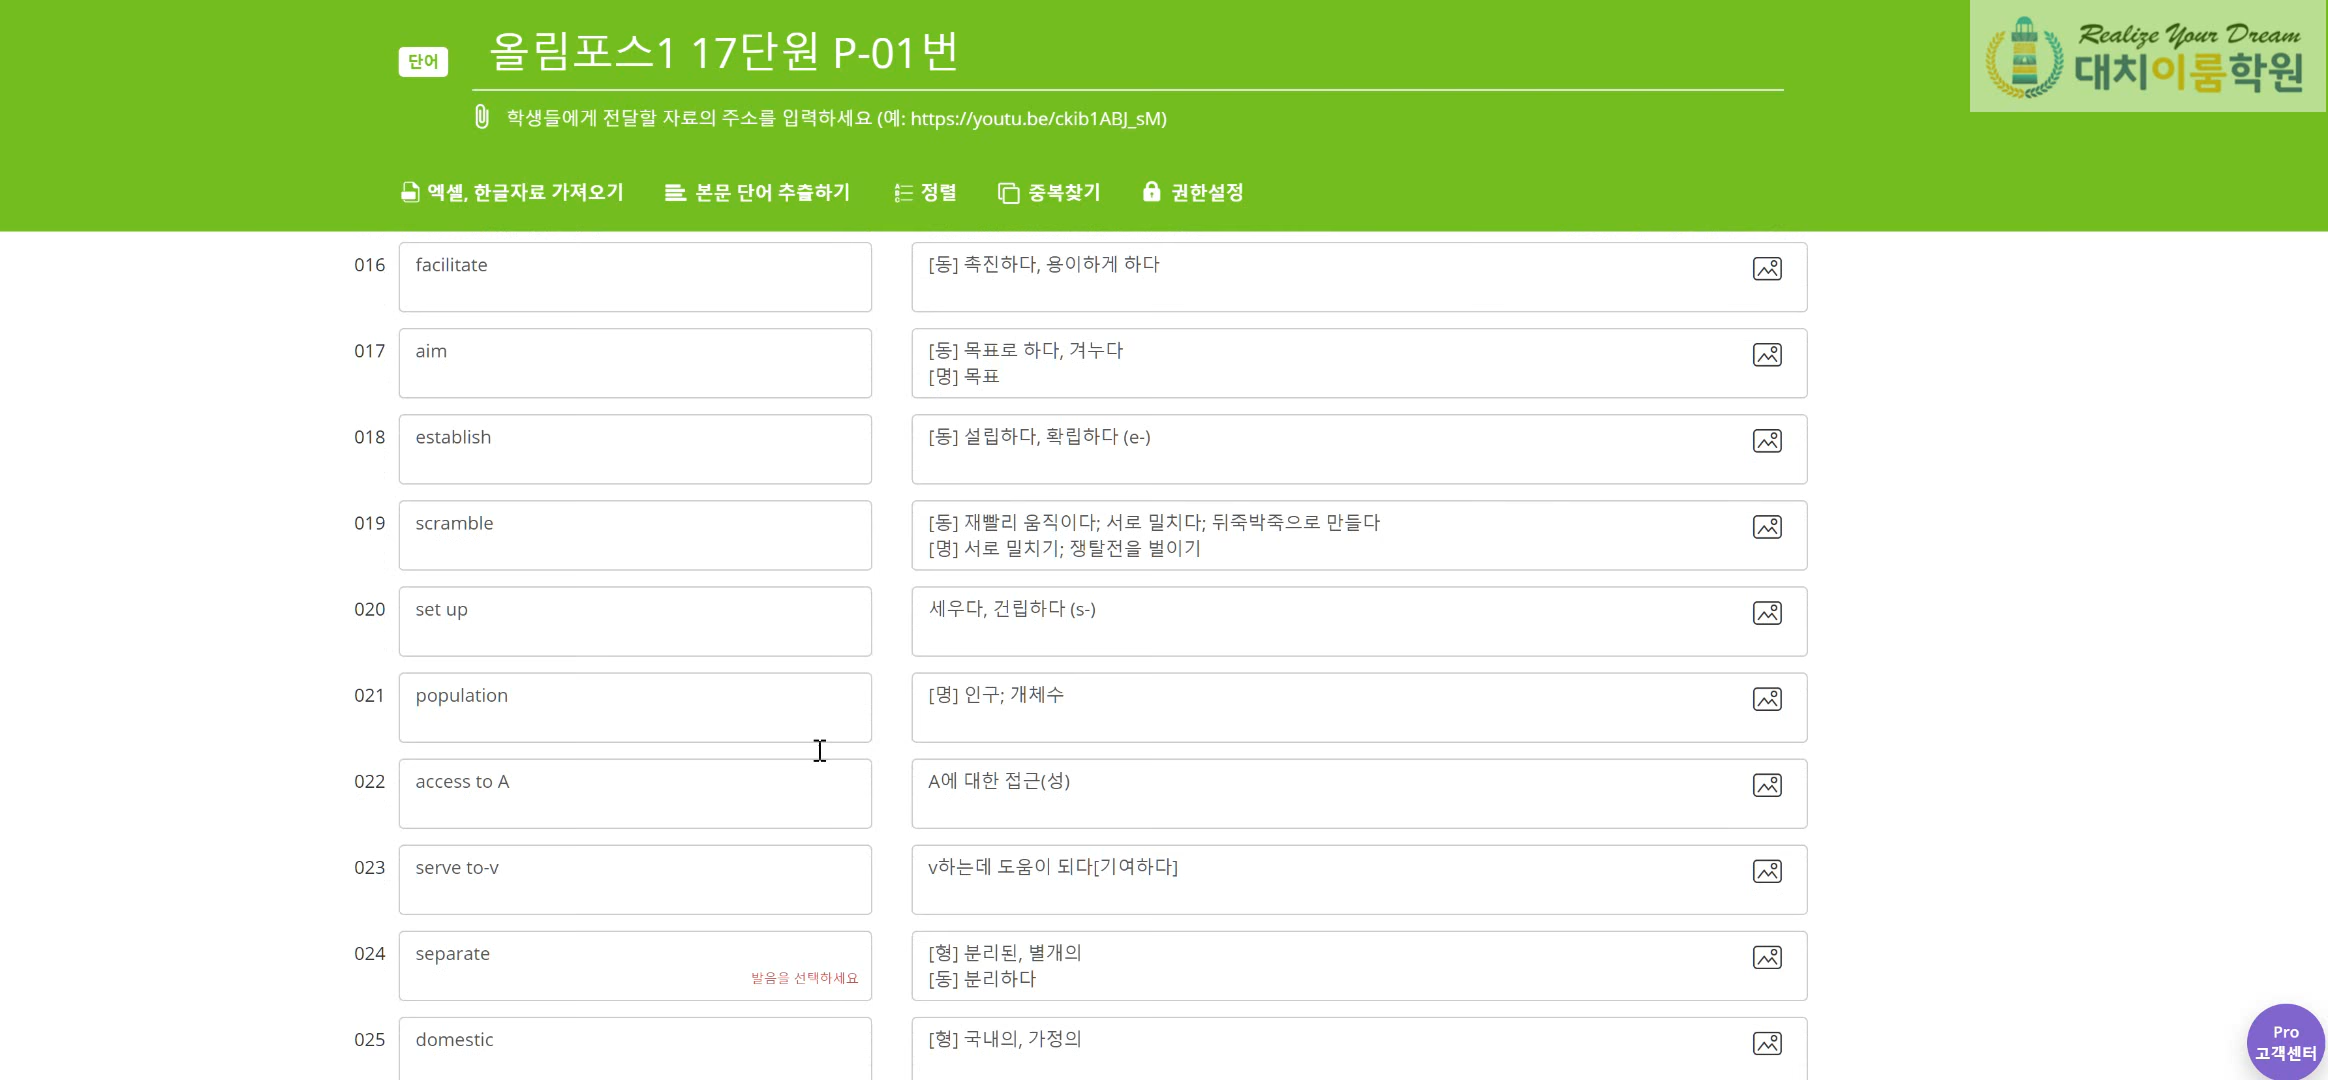 단어
올림포스1 17단원 P-01번
Realize Your Dream
대치이룸학원
학생들에게 전달할 자료의 주소를 입력하세요 (예: https://youtu.be/ckib1ABJ_sM)
엑셀, 한글자료 가져오기 본문 단어 추출하기 정렬 중복찾기 권한설정
016 facilitate [동] 촉진하다, 용이하게 하다
017 aim [동] 목표로 하다, 겨누다
[명] 목표
018 establish [동] 설립하다, 확립하다 (e-)
019 scramble [동] 재빨리 움직이다; 서로 밀치다; 뒤죽박죽으로 만들다
[명] 서로 밀치기; 쟁탈전을 벌이기
020 set up 세우다, 건립하다 (s-)
021 population [명] 인구; 개체수
022 access to A A에 대한 접근(성)
023 serve to-v v하는데 도움이 되다[기여하다]
024 separate [형] 분리된, 별개의
발음을 선택하세요 [동] 분리하다
025 domestic [형] 국내의, 가정의
Pro
고객센터